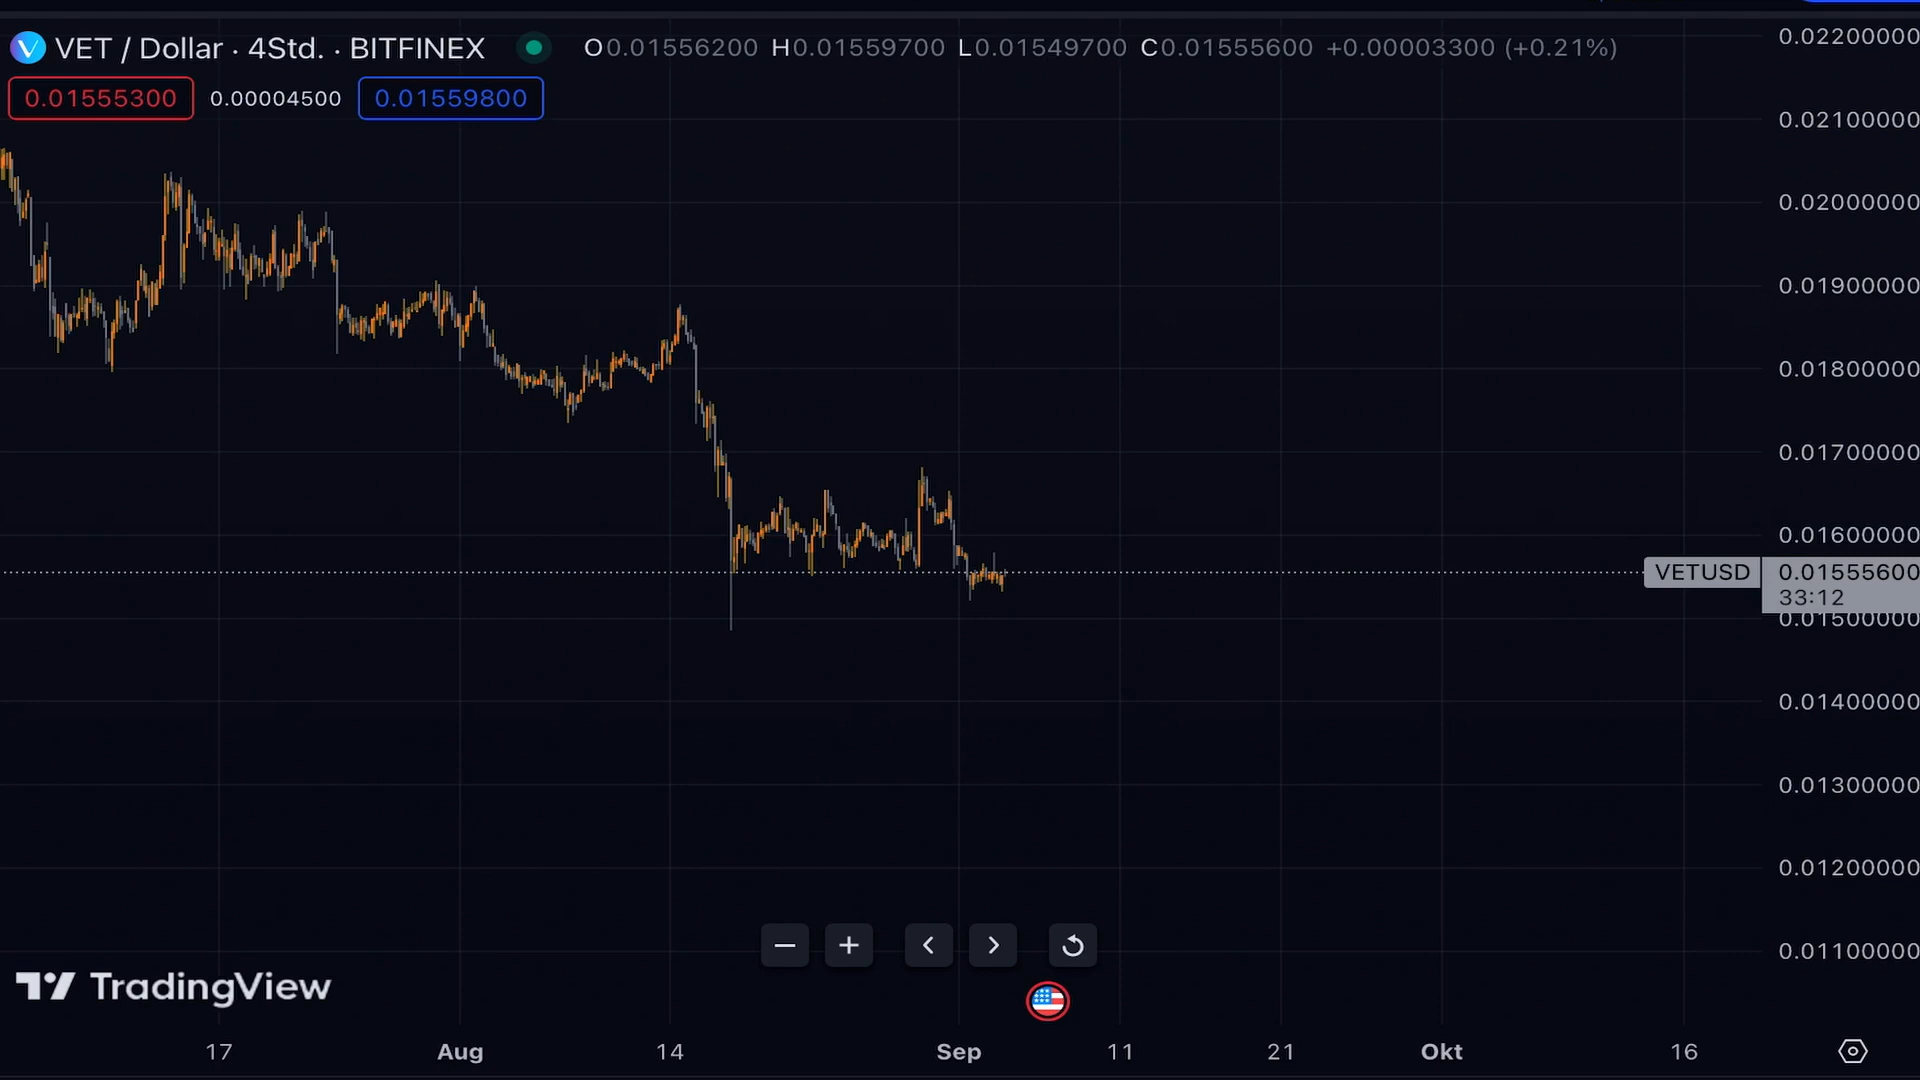 VET / Dollar · 4Std. · BITFINEX O0.01556200 H0.01559700 L0.01549700 C0.01555600 +0.00003300 (+0.21%)
0.01555300 0.00004500 0.01559800
0.02200000
0.02100000
0.02000000
0.01900000
0.01800000
0.01700000
0.01600000
VETUSD 0.01555600
33:12
0.01500000
0.01400000
0.01300000
0.01200000
0.01100000
TradingView
17 Aug 14 Sep 11 21 Okt 16